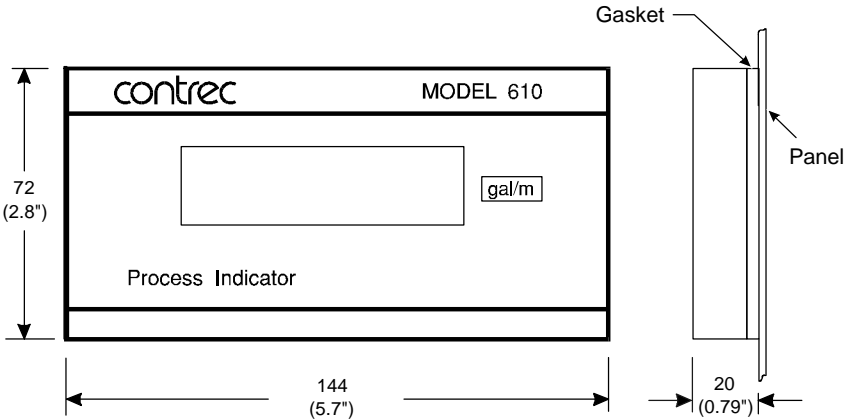 Gasket
contrec MODEL 610
Panel
gal/m
72
(2.8")
Process Indicator
144
(5.7")
20
(0.79")